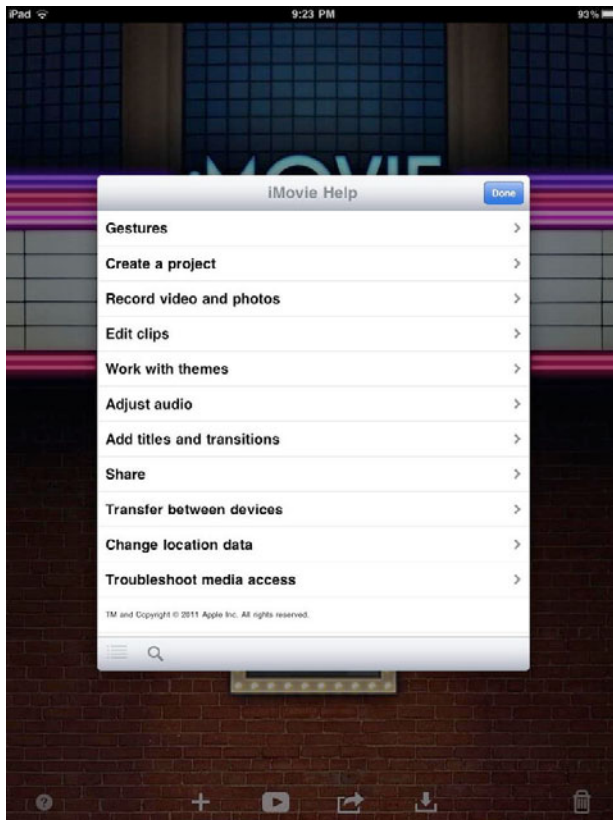 iPad 9:23 PM 93%
iMOVIE
iMovie Help Done
Gestures
Create a project
Record video and photos
Edit clips
Work with themes
Adjust audio
Add titles and transitions
Share
Transfer between devices
Change location data
Troubleshoot media access
TM and Copyright © 2011 Apple Inc. All rights reserved.
?